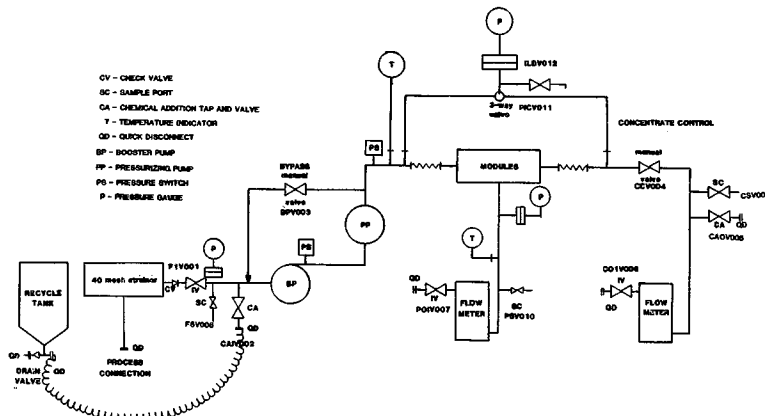 CV - CHECK VALVE
SC - SAMPLE PORT
CA - CHEMICAL ADDITION TAP AND VALVE
T - TEMPERATURE INDICATOR
QD - QUICK DISCONNECT
BP - BOOSTER PUMP
PP - PRESSURIZING PUMP
PS - PRESSURE SWITCH
P - PRESSURE GAUGE
P
ILDV012
T
3-way
valve
PICV011
CONCENTRATE CONTROL
PS
MODULES
manual
valve
CCV004
SC
CSV00
CA
QD
CAOV005
BYPASS
manual
valve
BPV003
PP
P
T
PS
BP
P
FIV001
40 mesh strainer
CV
IV
SC
FSV008
CA
QD
CAIV002
RECYCLE
TANK
QD
QD
DRAIN
VALVE
QD
PROCESS
CONNECTION
QD
IV
POIV007
FLOW
METER
SC
PSV010
COIV006
IV
QD
FLOW
METER